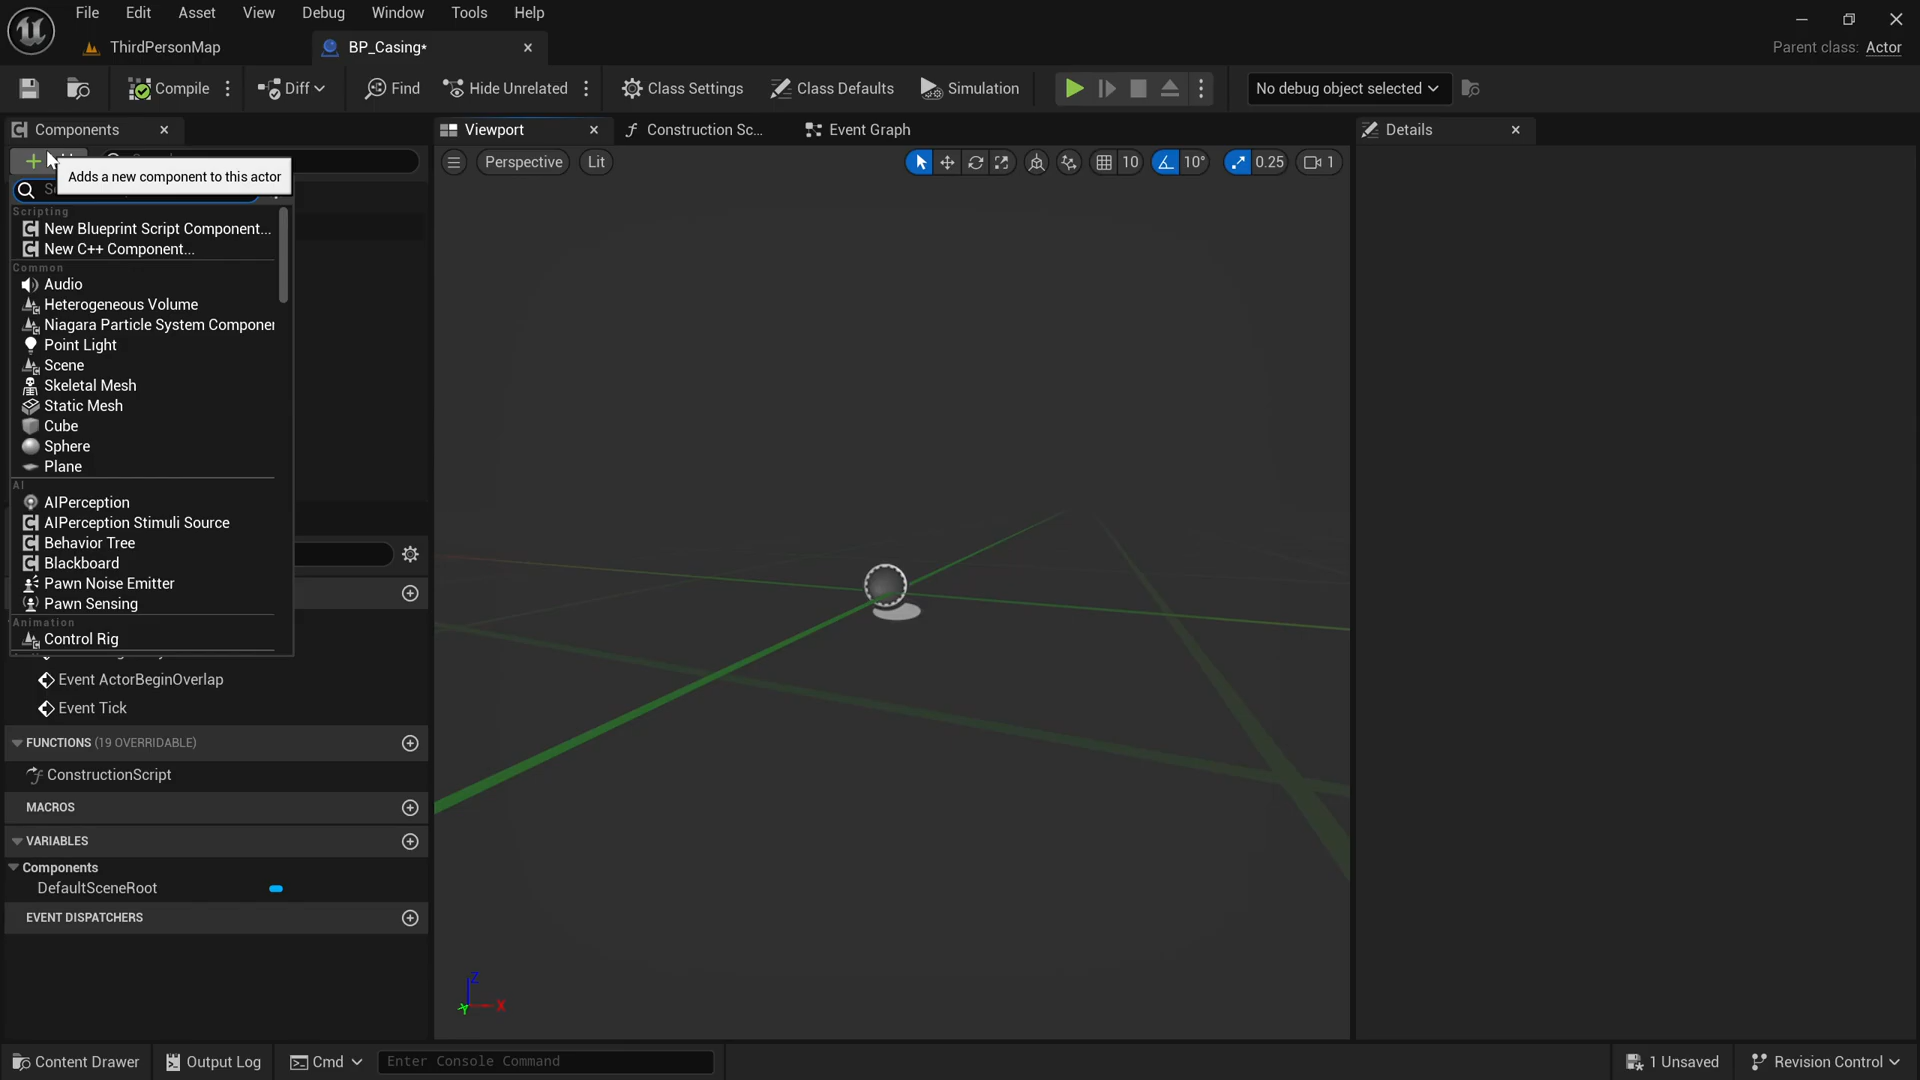 File Edit Asset View Debug Window Tools Help
ThirdPersonMap
BP_Casing*
Parent class: Actor
Compile
Diff
Find
Hide Unrelated
Class Settings
Class Defaults
Simulation
No debug object selected
Components
Viewport
Construction Sc...
Event Graph
Details
Adds a new component to this actor
Perspective
Lit
10
10°
0.25
1
Scripting
New Blueprint Script Component...
New C++ Component...
Common
Audio
Heterogeneous Volume
Niagara Particle System Componen
Point Light
Scene
Skeletal Mesh
Static Mesh
Cube
Sphere
Plane
AI
AIPerception
AIPerception Stimuli Source
Behavior Tree
Blackboard
Pawn Noise Emitter
Pawn Sensing
Animation
Control Rig
Event ActorBeginOverlap
Event Tick
FUNCTIONS (19 OVERRIDABLE)
ConstructionScript
MACROS
VARIABLES
Components
DefaultSceneRoot
EVENT DISPATCHERS
Z
X
Y
Content Drawer
Output Log
Cmd
Enter Console Command
1 Unsaved
Revision Control